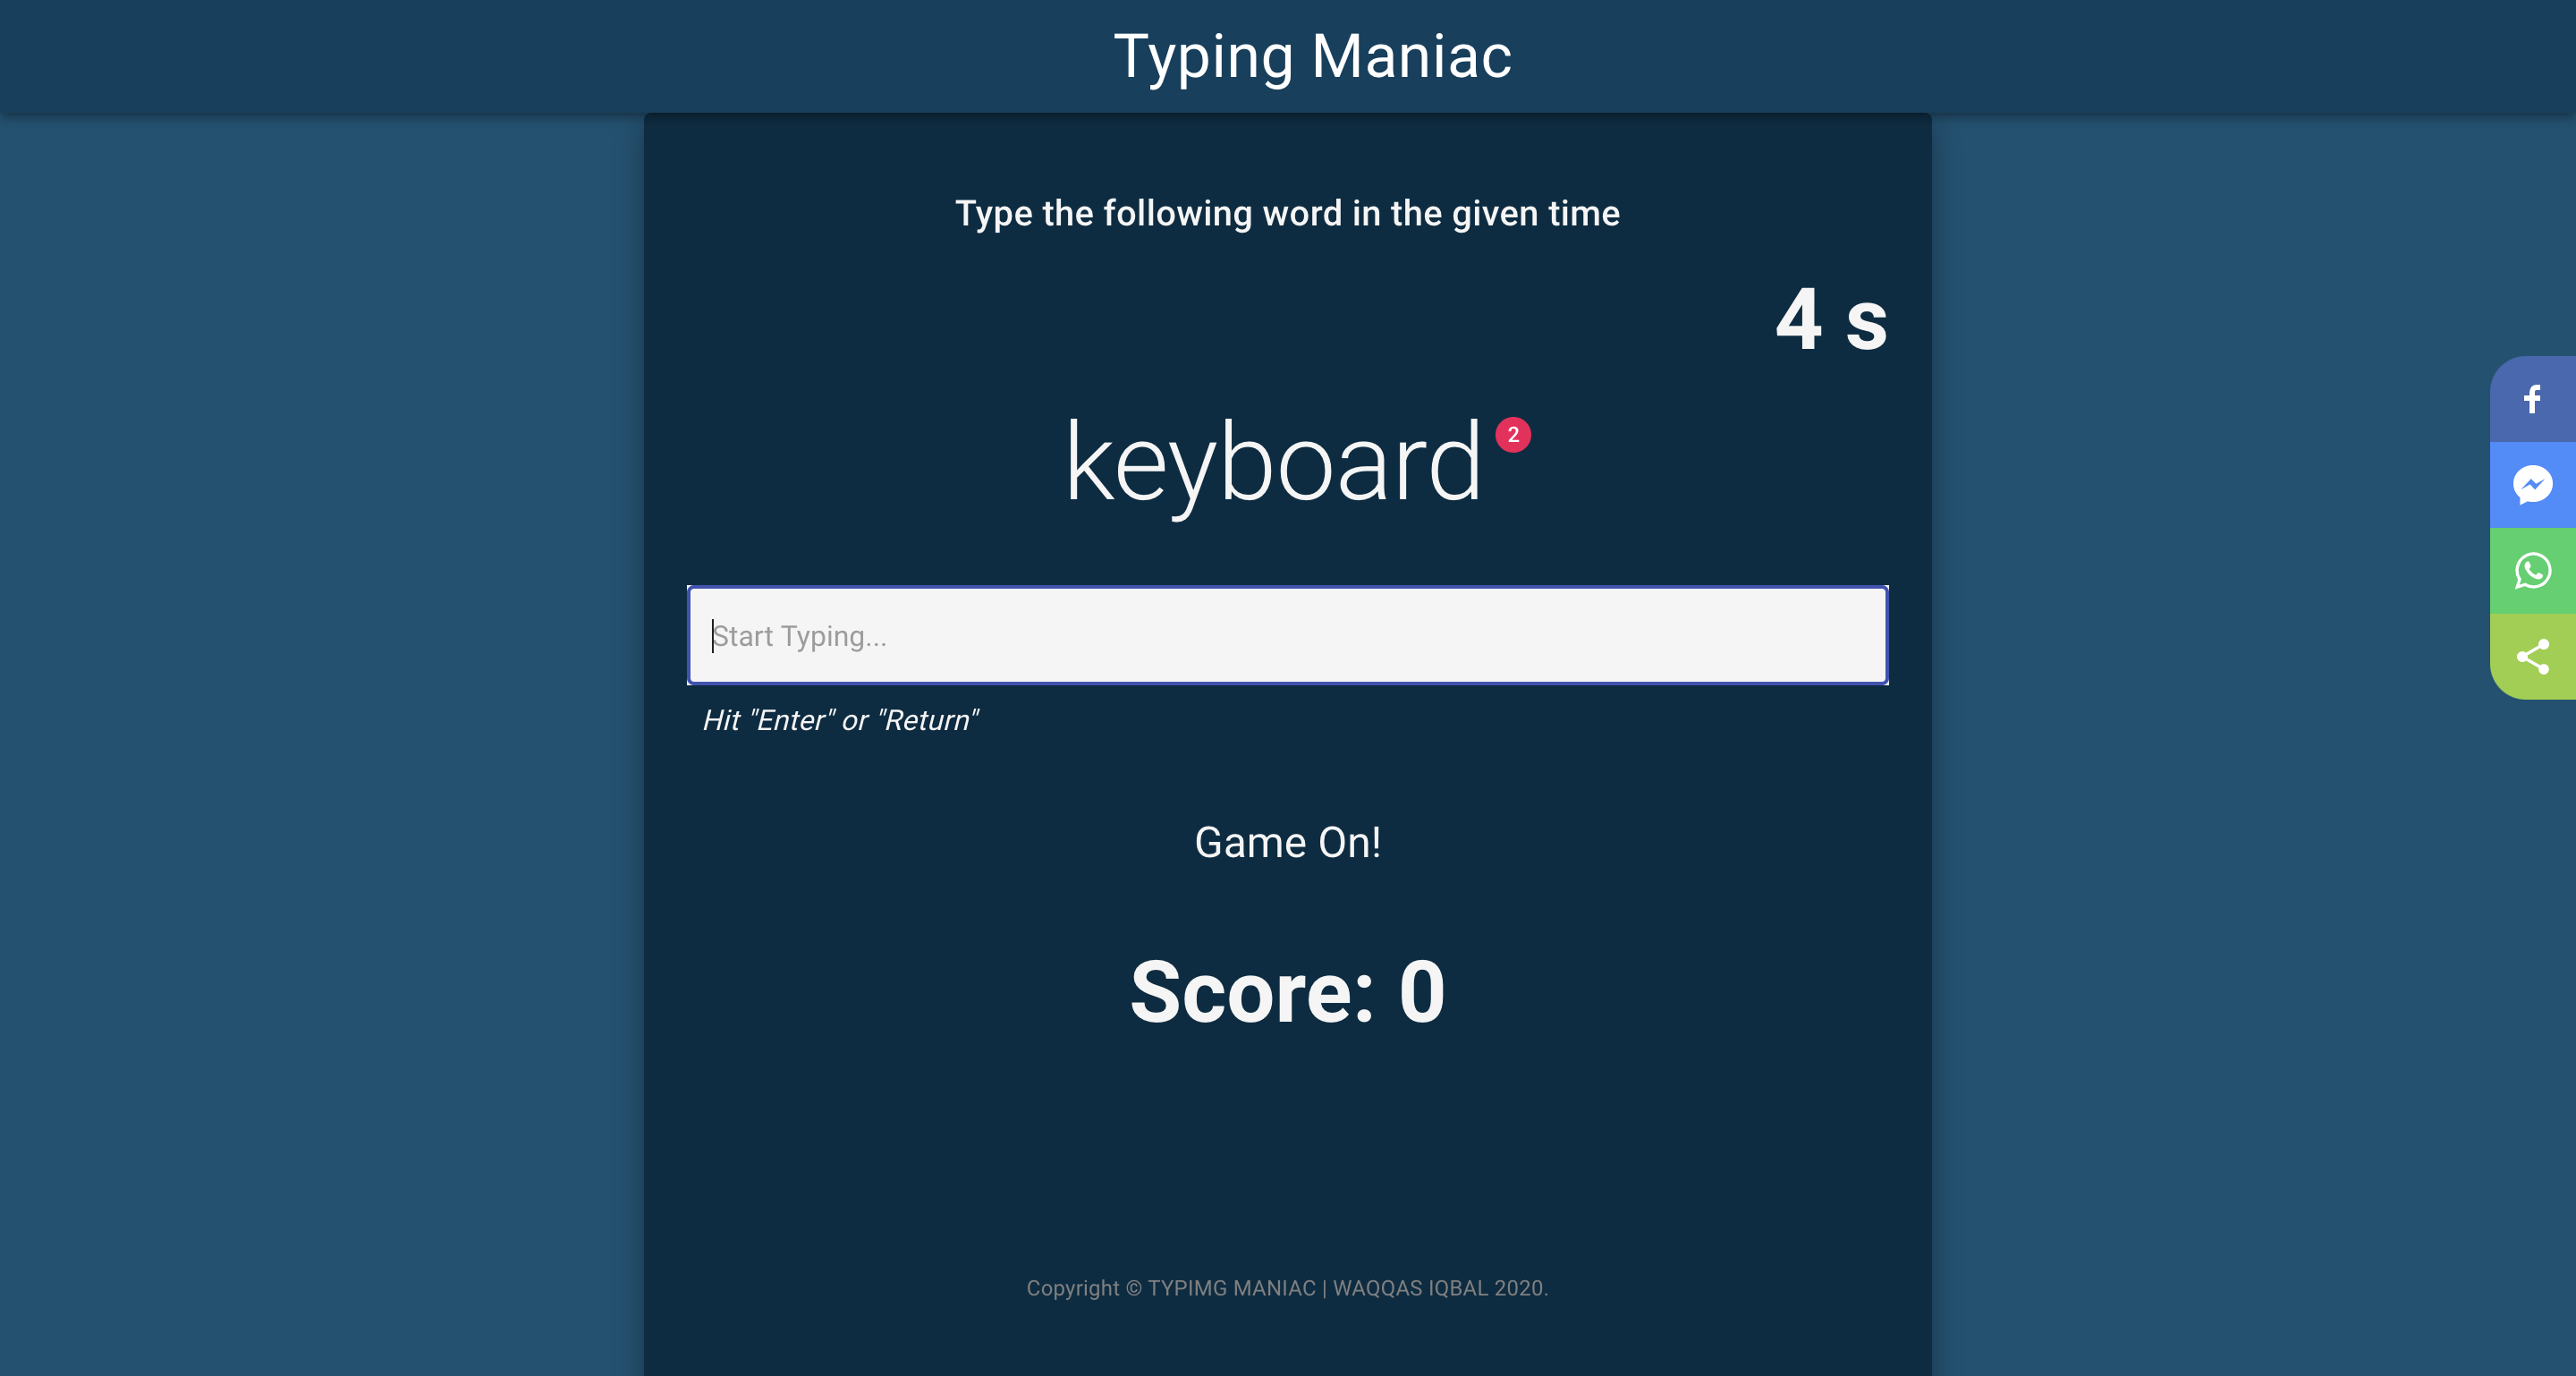 Typing Maniac
Type the following word in the given time
4 s
keyboard 2
Start Typing...
Hit "Enter" or "Return"
Game On!
Score: 0
Copyright © TYPIMG MANIAC | WAQQAS IQBAL 2020.